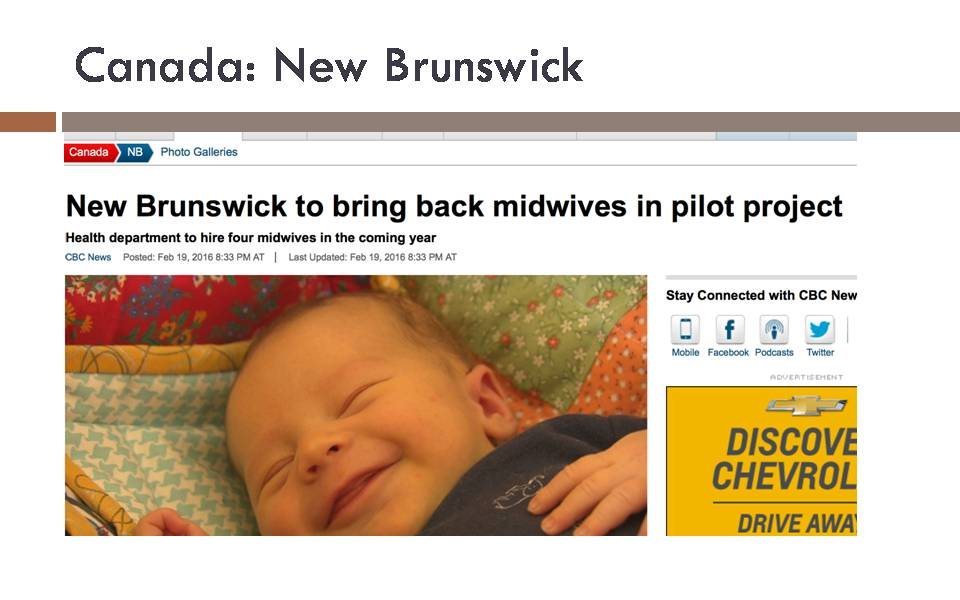 Canada: New Brunswick
Canada NB Photo Galleries
New Brunswick to bring back midwives in pilot project
Health department to hire four midwives in the coming year
CBC News Posted: Feb 19, 2016 8:33 PM AT | Last Updated: Feb 19, 2016 8:33 PM AT
Stay Connected with CBC New
Mobile Facebook Podcasts Twitter
ADVERTISEMENT
DISCOVE
CHEVROL
DRIVE AWA